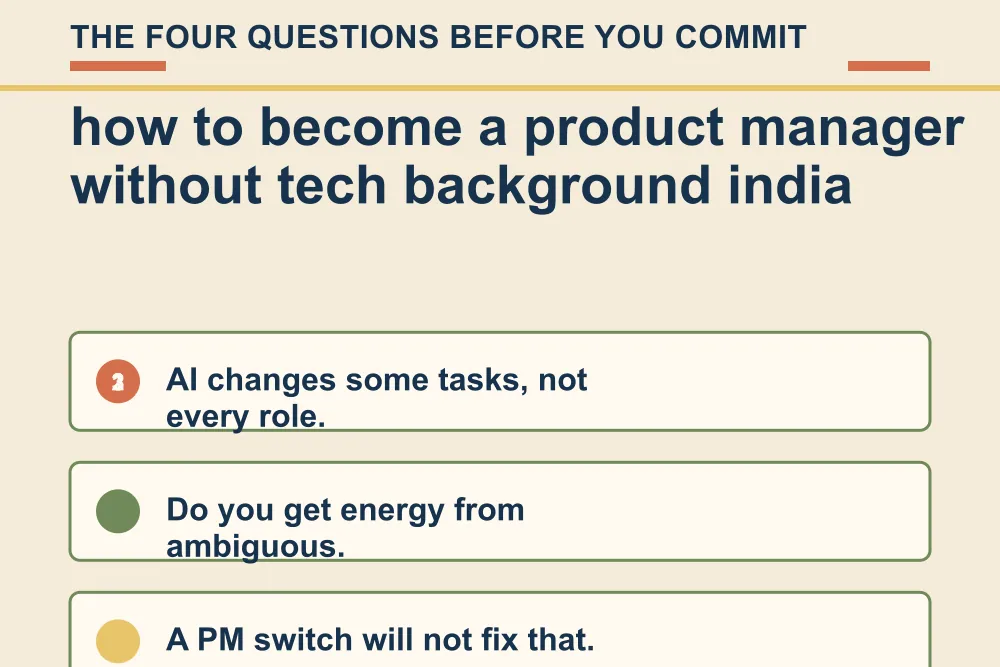 THE FOUR QUESTIONS BEFORE YOU COMMIT
how to become a product manager
without tech background india
AI changes some tasks, not
every role.
Do you get energy from
ambiguous.
A PM switch will not fix that.